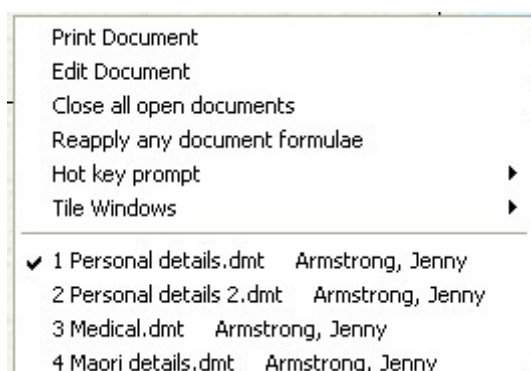 Print Document
Edit Document
Close all open documents
Reapply any document formulae
Hot key prompt
Tile Windows
1 Personal details.dmt Armstrong, Jenny
2 Personal details 2.dmt Armstrong, Jenny
3 Medical.dmt Armstrong, Jenny
4 Maori details.dmt Armstrong, Jenny